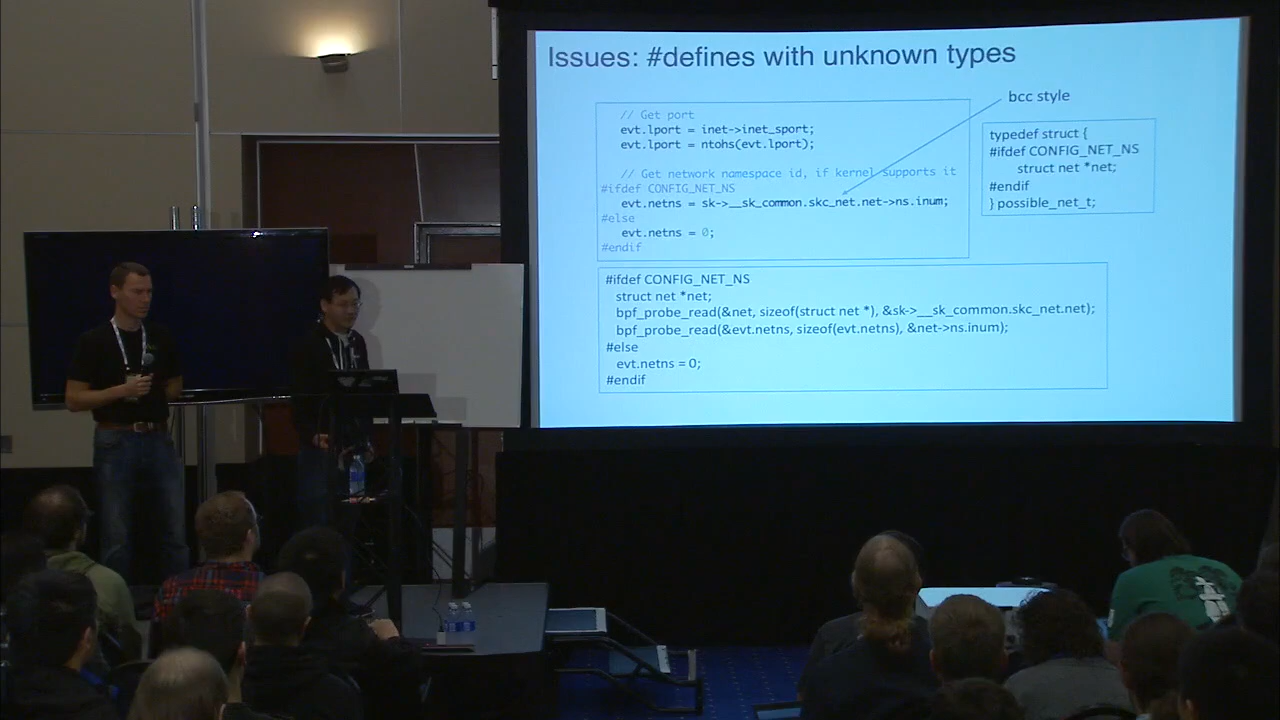 Issues: #defines with unknown types
bcc style
// Get port
evt.lport = inet->inet_sport;
evt.lport = ntohs(evt.lport);
// Get network namespace id, if kernel supports it
#ifdef CONFIG_NET_NS
evt.netns = sk->__sk_common.skc_net.net->ns.inum;
#else
evt.netns = 0;
#endif
typedef struct {
#ifdef CONFIG_NET_NS
struct net *net;
#endif
} possible_net_t;
#ifdef CONFIG_NET_NS
struct net *net;
bpf_probe_read(&net, sizeof(struct net *), &sk->__sk_common.skc_net.net);
bpf_probe_read(&evt.netns, sizeof(evt.netns), &net->ns.inum);
#else
evt.netns = 0;
#endif